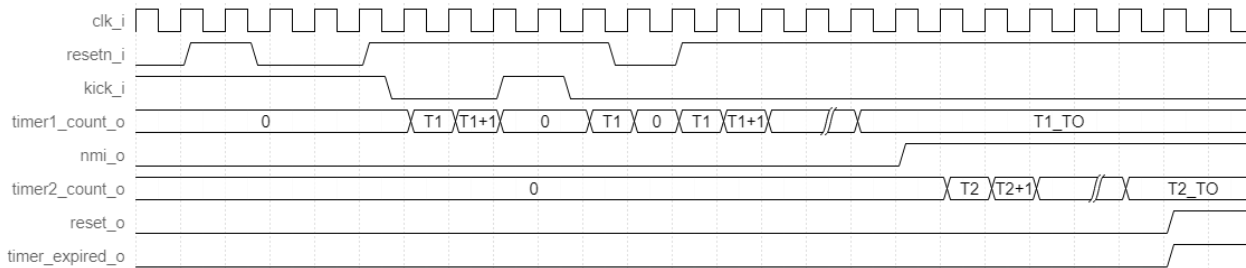 clk_i
resetn_i
kick_i
timer1_count_o 0 T1 T1+1 0 T1 0 T1 T1+1 T1_TO
nmi_o
timer2_count_o 0 T2 T2+1 T2_TO
reset_o
timer_expired_o